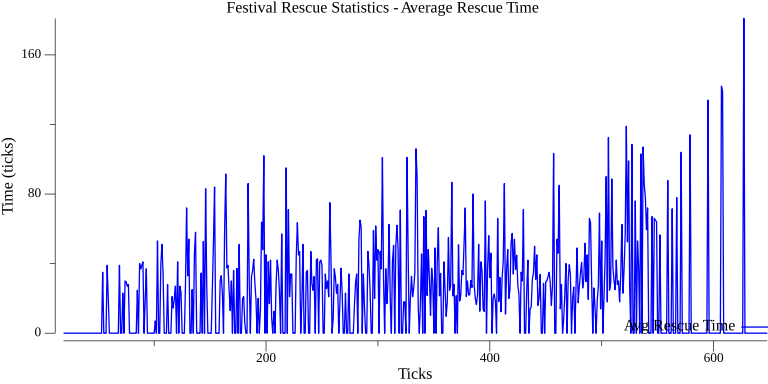 Festival Rescue Statistics - Average Rescue Time
160
80
0
Time (ticks)
Avg Rescue Time
200
400
600
Ticks